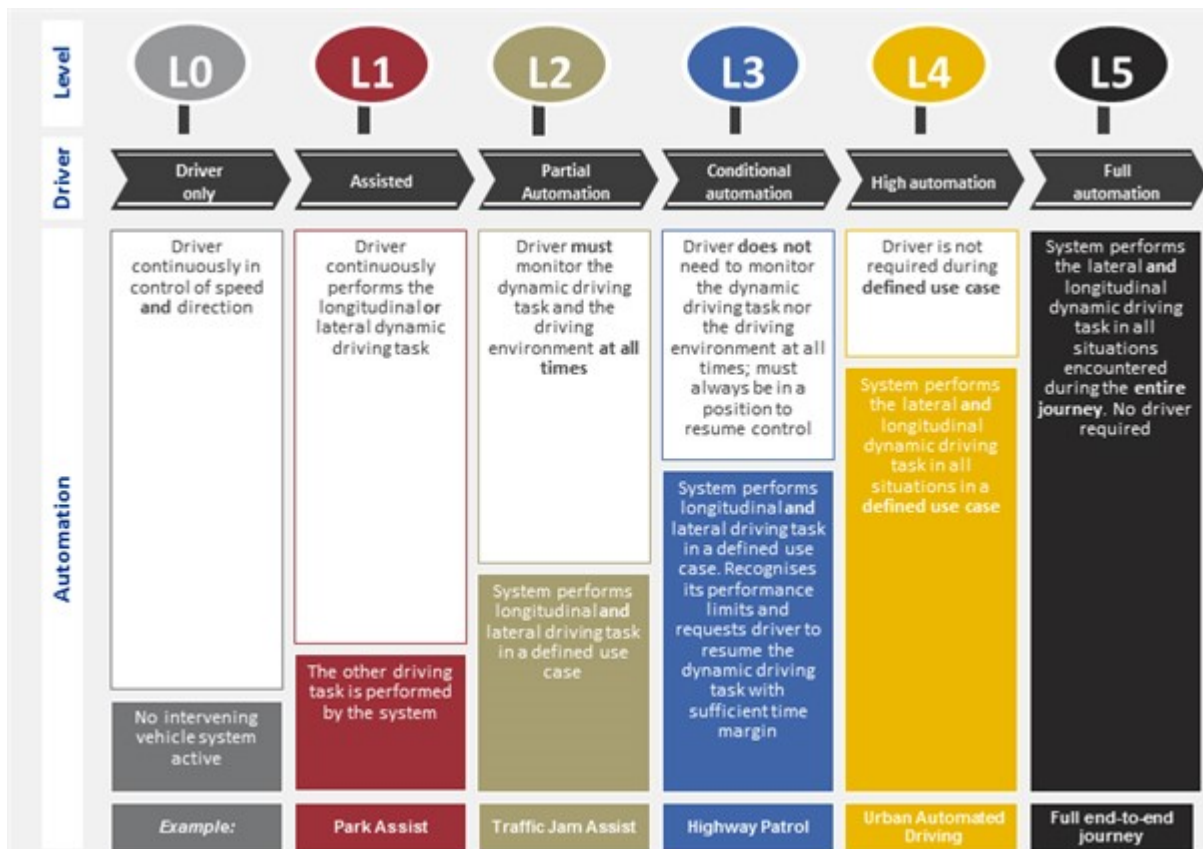 Level
L0
L1
L2
L3
L4
L5
Driver
Driver
only
Assisted
Partial
Automation
Conditional
automation
High automation
Full
automation
Automation
Driver
continuously in
control of speed
and direction
No intervening
vehicle system
active
Driver
continuously
performs the
longitudinal or
lateral dynamic
driving task
The other driving
task is performed
by the system
Driver must
monitor the
dynamic driving
task and the
driving
environment at all
times
System performs
longitudinal and
lateral driving task
in a defined use
case
Driver does not
need to monitor
the dynamic
driving task nor
the driving
environment at all
times; must
always be in a
position to
resume control
System performs
longitudinal and
lateral driving task
in a defined use
case. Recognises
its performance
limits and
requests driver to
resume the
dynamic driving
task with
sufficient time
margin
Driver is not
required during
defined use case
System performs
the lateral and
longitudinal
dynamic driving
task in all
situations in a
defined use case
System performs
the lateral and
longitudinal
dynamic driving
task in all
situations
encountered
during the entire
journey. No driver
required
Example:
Park Assist
Traffic Jam Assist
Highway Patrol
Urban Automated
Driving
Full end-to-end
journey